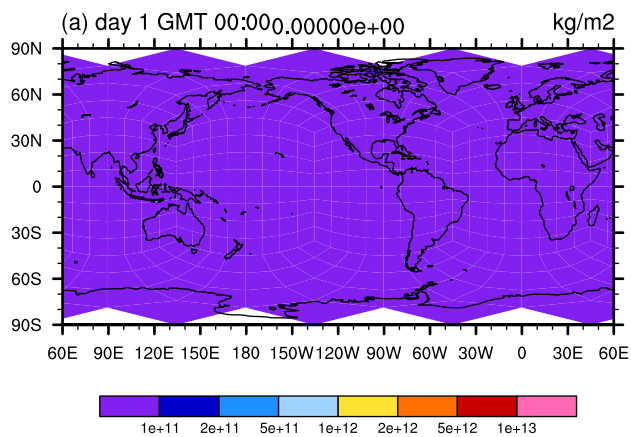 (a) day 1 GMT 00:00 0.00000e+00 kg/m2
90N
60N
30N
0
30S
60S
90S
60E 90E 120E 150E 180 150W 120W 90W 60W 30W 0 30E 60E
1e+11 2e+11 5e+11 1e+12 2e+12 5e+12 1e+13